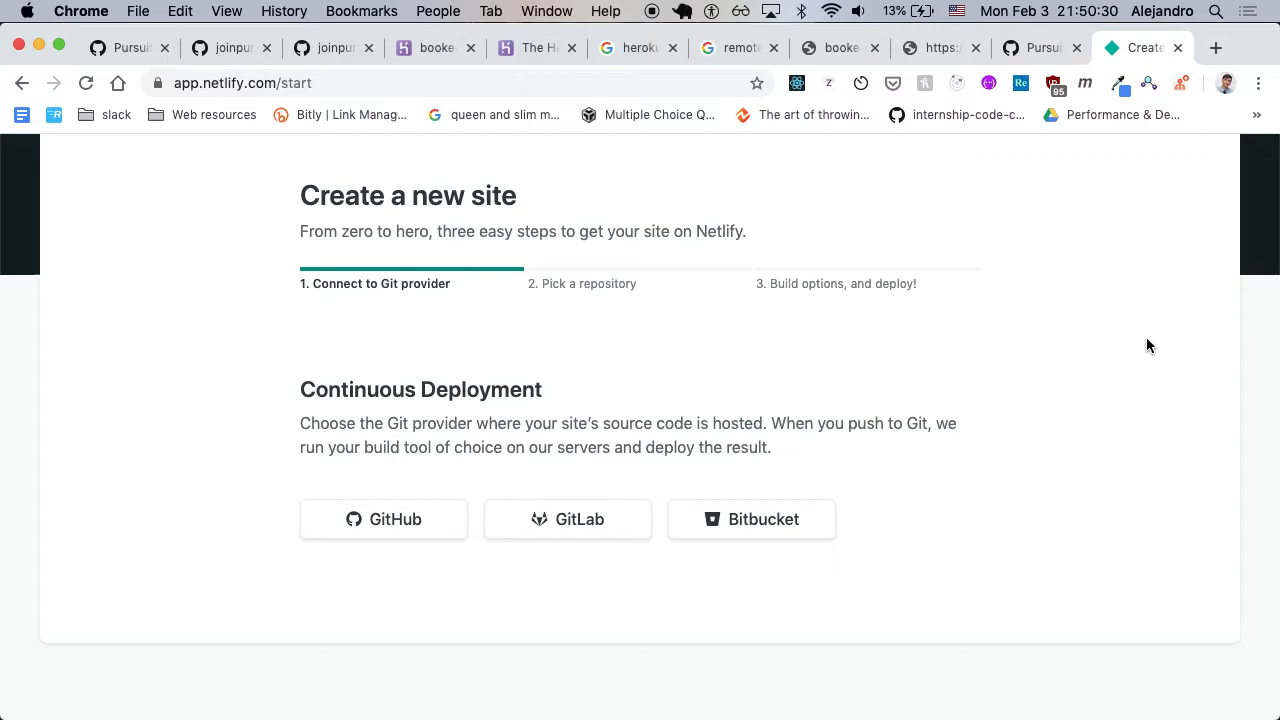 Chrome File Edit View History Bookmarks People Tab Window Help 13% Mon Feb 3 21:50:30 Alejandro
Pursui joinpur joinpur booke The H heroku remote booke https:/ Pursui Create
app.netlify.com/start
95
slack Web resources Bitly | Link Manag... queen and slim m... Multiple Choice Q... The art of throwin... internship-code-c... Performance & De... »
Create a new site
From zero to hero, three easy steps to get your site on Netlify.
1. Connect to Git provider 2. Pick a repository 3. Build options, and deploy!
Continuous Deployment
Choose the Git provider where your site’s source code is hosted. When you push to Git, we
run your build tool of choice on our servers and deploy the result.
GitHub GitLab Bitbucket